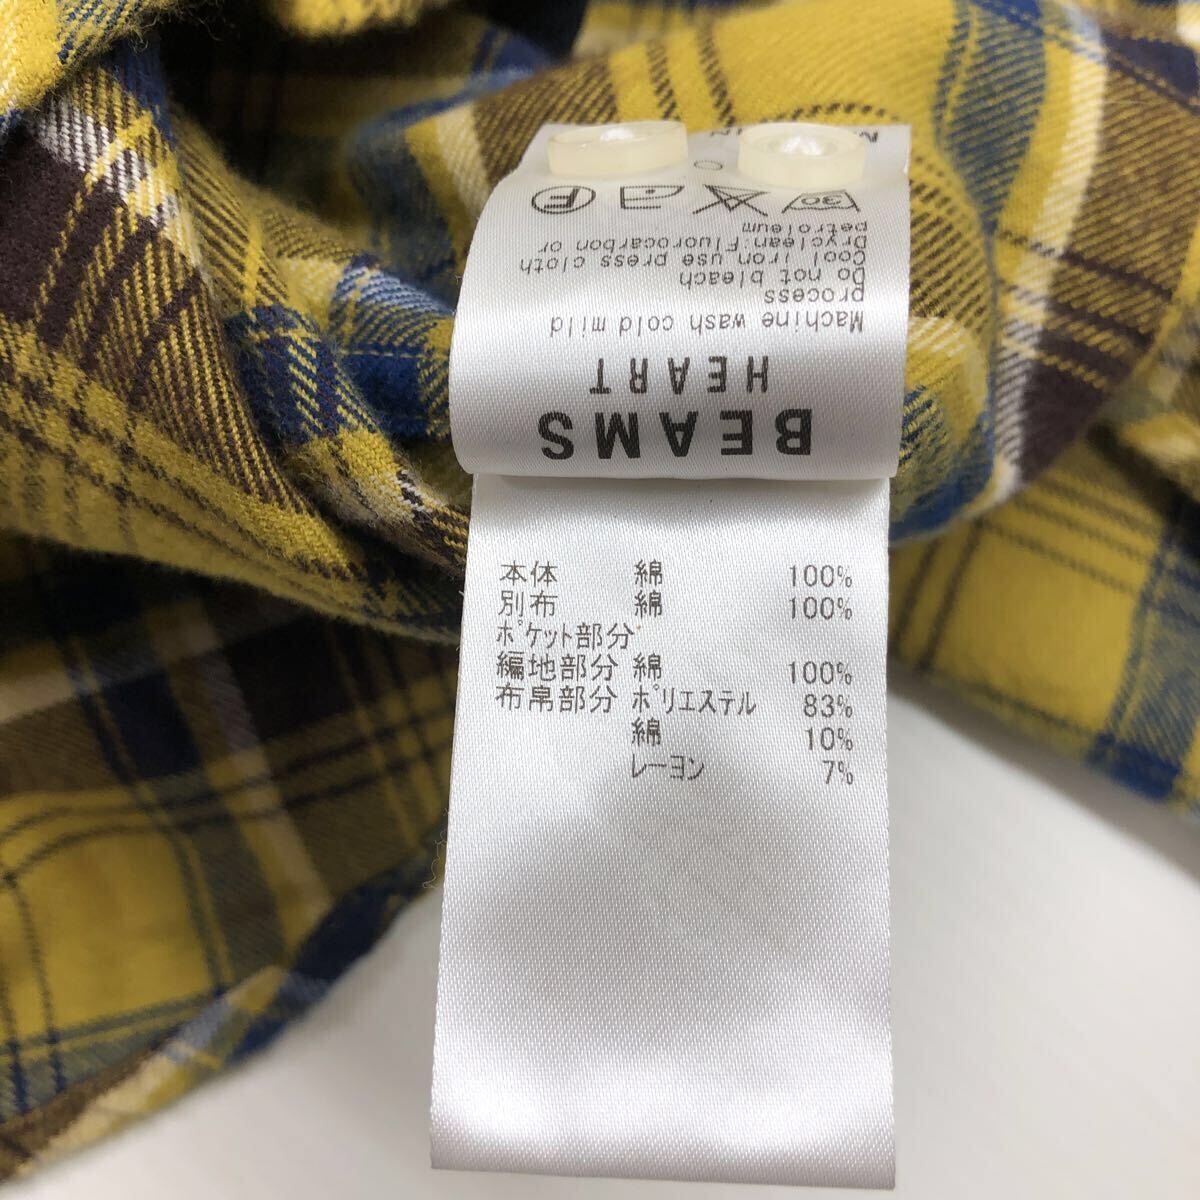 BEAMS
HEART
Machine wash cold mild
process
Do not bleach
Cool iron use press cloth
Dryclean:Fluorocarbon or
petroleum
30 A F
本体 綿 100%
別布 綿 100%
ﾎﾟｹｯﾄ部分
編地部分 綿 100%
布帛部分 ﾎﾟﾘｴｽﾃﾙ 83%
綿 10%
ﾚｰﾖﾝ 7%